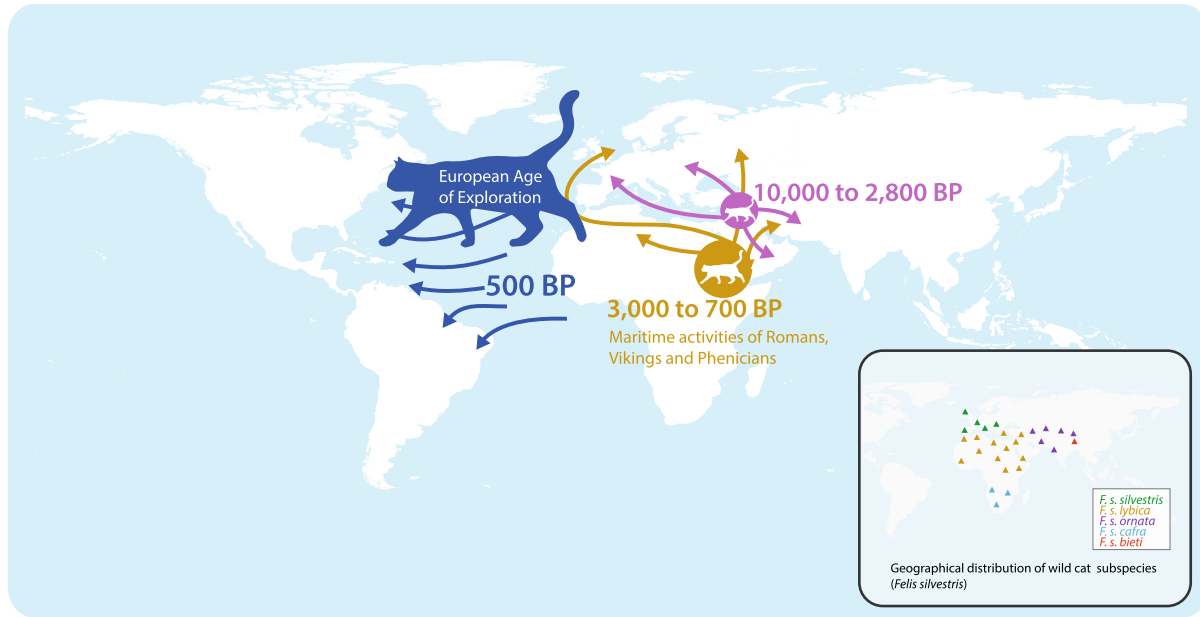 European Age
of Exploration
10,000 to 2,800 BP
500 BP
3,000 to 700 BP
Maritime activities of Romans,
Vikings and Phenicians
F. s. silvestris
F. s. lybica
F. s. ornata
F. s. cafra
F. s. bieti
Geographical distribution of wild cat subspecies
(Felis silvestris)